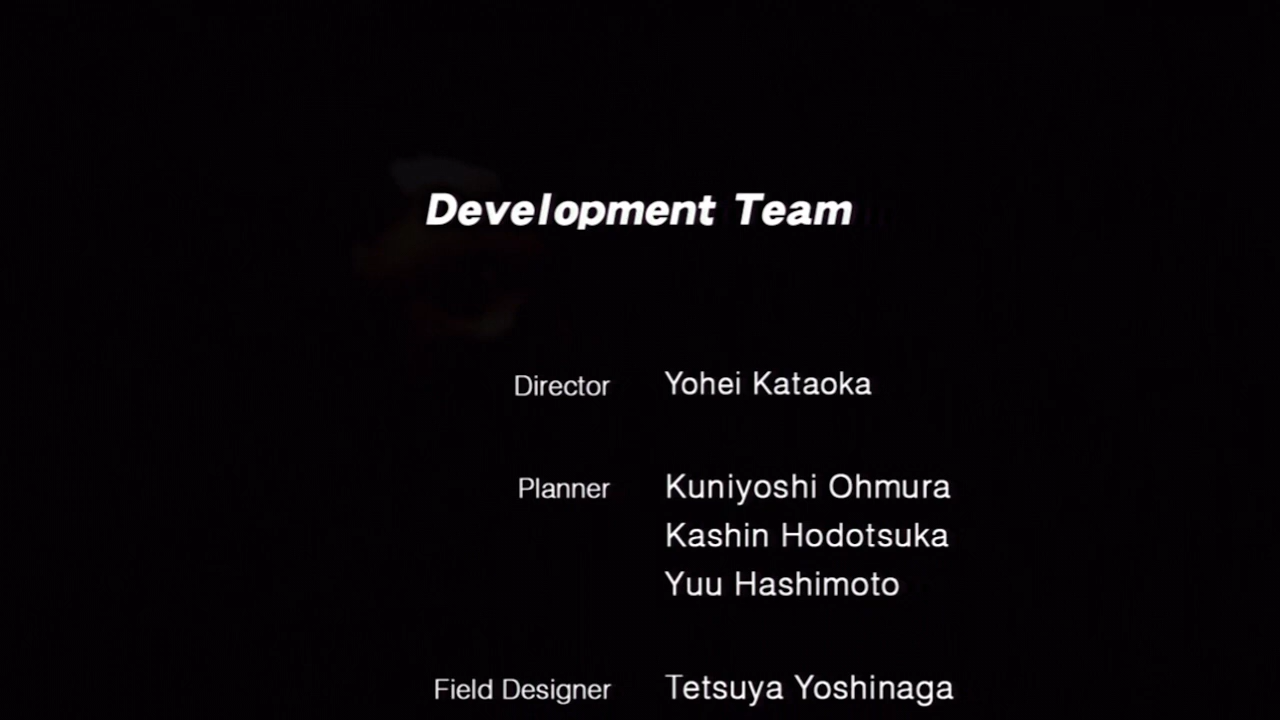 Development Team
Director Yohei Kataoka
Planner Kuniyoshi Ohmura
Kashin Hodotsuka
Yuu Hashimoto
Field Designer Tetsuya Yoshinaga